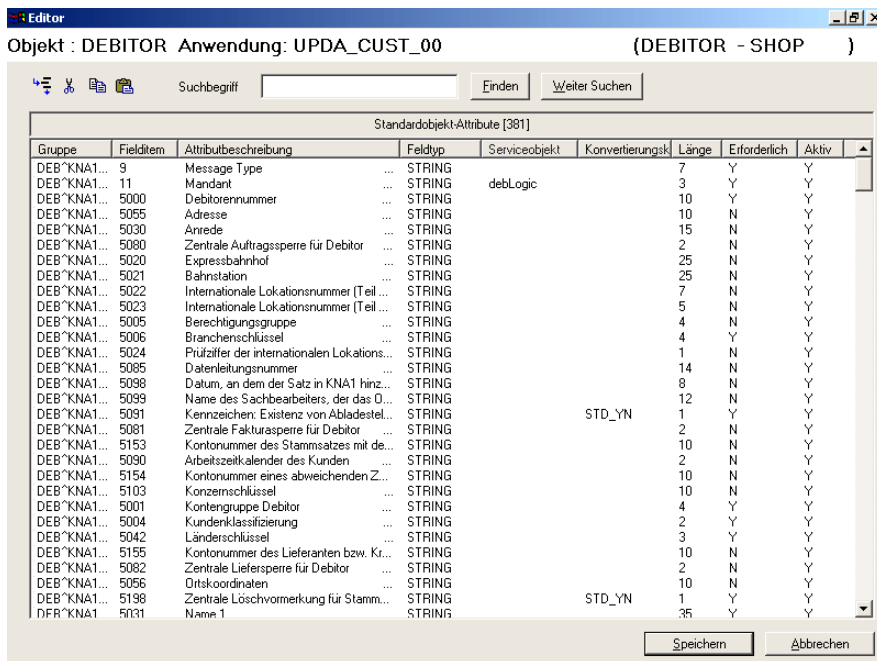 Editor
Objekt : DEBITOR Anwendung: UPDA_CUST_00 (DEBITOR - SHOP )
Suchbegriff Finden Weiter Suchen
Standardobjekt-Attribute [381]
Gruppe Fielditem Attributbeschreibung Feldtyp Serviceobjekt Konvertierungsk Länge Erforderlich Aktiv
DEB^KNA1... 9 Message Type ... STRING 7 Y Y
DEB^KNA1... 11 Mandant ... STRING debLogic 3 Y Y
DEB^KNA1... 5000 Debitorennummer ... STRING 10 Y Y
DEB^KNA1... 5055 Adresse ... STRING 10 N Y
DEB^KNA1... 5030 Anrede ... STRING 15 N Y
DEB^KNA1... 5080 Zentrale Auftragssperre für Debitor ... STRING 2 N Y
DEB^KNA1... 5020 Expressbahnhof ... STRING 25 N Y
DEB^KNA1... 5021 Bahnstation ... STRING 25 N Y
DEB^KNA1... 5022 Internationale Lokationsnummer (Teil ... STRING 7 N Y
DEB^KNA1... 5023 Internationale Lokationsnummer (Teil ... STRING 5 N Y
DEB^KNA1... 5005 Berechtigungsgruppe ... STRING 4 N Y
DEB^KNA1... 5006 Branchenschlüssel ... STRING 4 Y Y
DEB^KNA1... 5024 Prüfziffer der internationalen Lokations... STRING 1 N Y
DEB^KNA1... 5085 Datenleitungsnummer ... STRING 14 N Y
DEB^KNA1... 5098 Datum, an dem der Satz in KNA1 hinz... STRING 8 N Y
DEB^KNA1... 5099 Name des Sachbearbeiters, der das O... STRING 12 N Y
DEB^KNA1... 5091 Kennzeichen: Existenz von Abladestel... STRING STD_YN 1 Y Y
DEB^KNA1... 5081 Zentrale Fakturasperre für Debitor ... STRING 2 N Y
DEB^KNA1... 5153 Kontonummer des Stammsatzes mit de... STRING 10 N Y
DEB^KNA1... 5090 Arbeitszeitkalender des Kunden ... STRING 2 N Y
DEB^KNA1... 5154 Kontonummer eines abweichenden Z... STRING 10 N Y
DEB^KNA1... 5103 Konzernschlüssel ... STRING 10 N Y
DEB^KNA1... 5001 Kontengruppe Debitor ... STRING 4 Y Y
DEB^KNA1... 5004 Kundenklassifizierung ... STRING 2 Y Y
DEB^KNA1... 5042 Länderschlüssel ... STRING 3 Y Y
DEB^KNA1... 5155 Kontonummer des Lieferanten bzw. Kr... STRING 10 N Y
DEB^KNA1... 5082 Zentrale Liefersperre für Debitor ... STRING 2 N Y
DEB^KNA1... 5056 Ortskoordinaten ... STRING 10 N Y
DEB^KNA1... 5198 Zentrale Löschvormerkung für Stamm... STRING STD_YN 1 Y Y
DEB^KNA1... 5031 Name 1 ... STRING 35 Y Y
Speichern Abbrechen